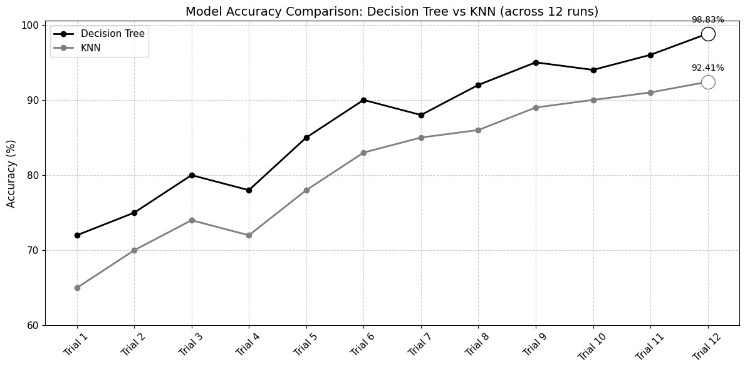 Model Accuracy Comparison: Decision Tree vs KNN (across 12 runs)
Decision Tree
KNN
98.83%
92.41%
Accuracy (%)
100
90
80
70
60
Trial 1
Trial 2
Trial 3
Trial 4
Trial 5
Trial 6
Trial 7
Trial 8
Trial 9
Trial 10
Trial 11
Trial 12